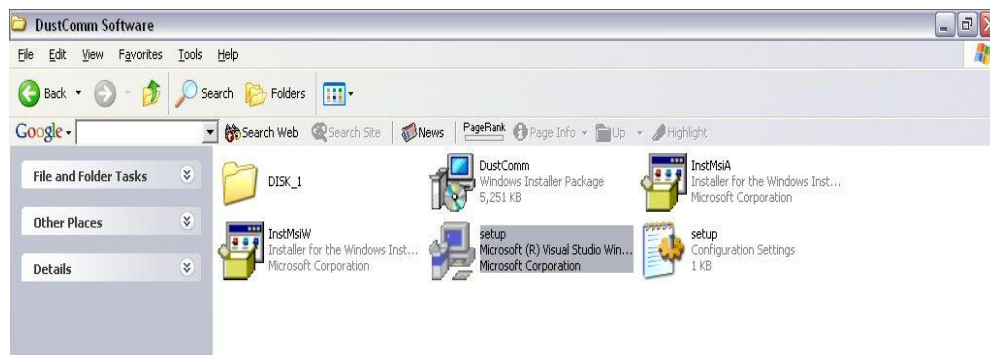 DustComm Software
File Edit View Favorites Tools Help
Back Search Folders
Google Search Web Search Site News PageRank Page Info Up Highlight
File and Folder Tasks
Other Places
Details
DISK_1
DustComm
Windows Installer Package
5,251 KB
InstMsiA
Installer for the Windows Inst...
Microsoft Corporation
InstMsiW
Installer for the Windows Inst...
Microsoft Corporation
setup
Microsoft (R) Visual Studio Win...
Microsoft Corporation
setup
Configuration Settings
1 KB